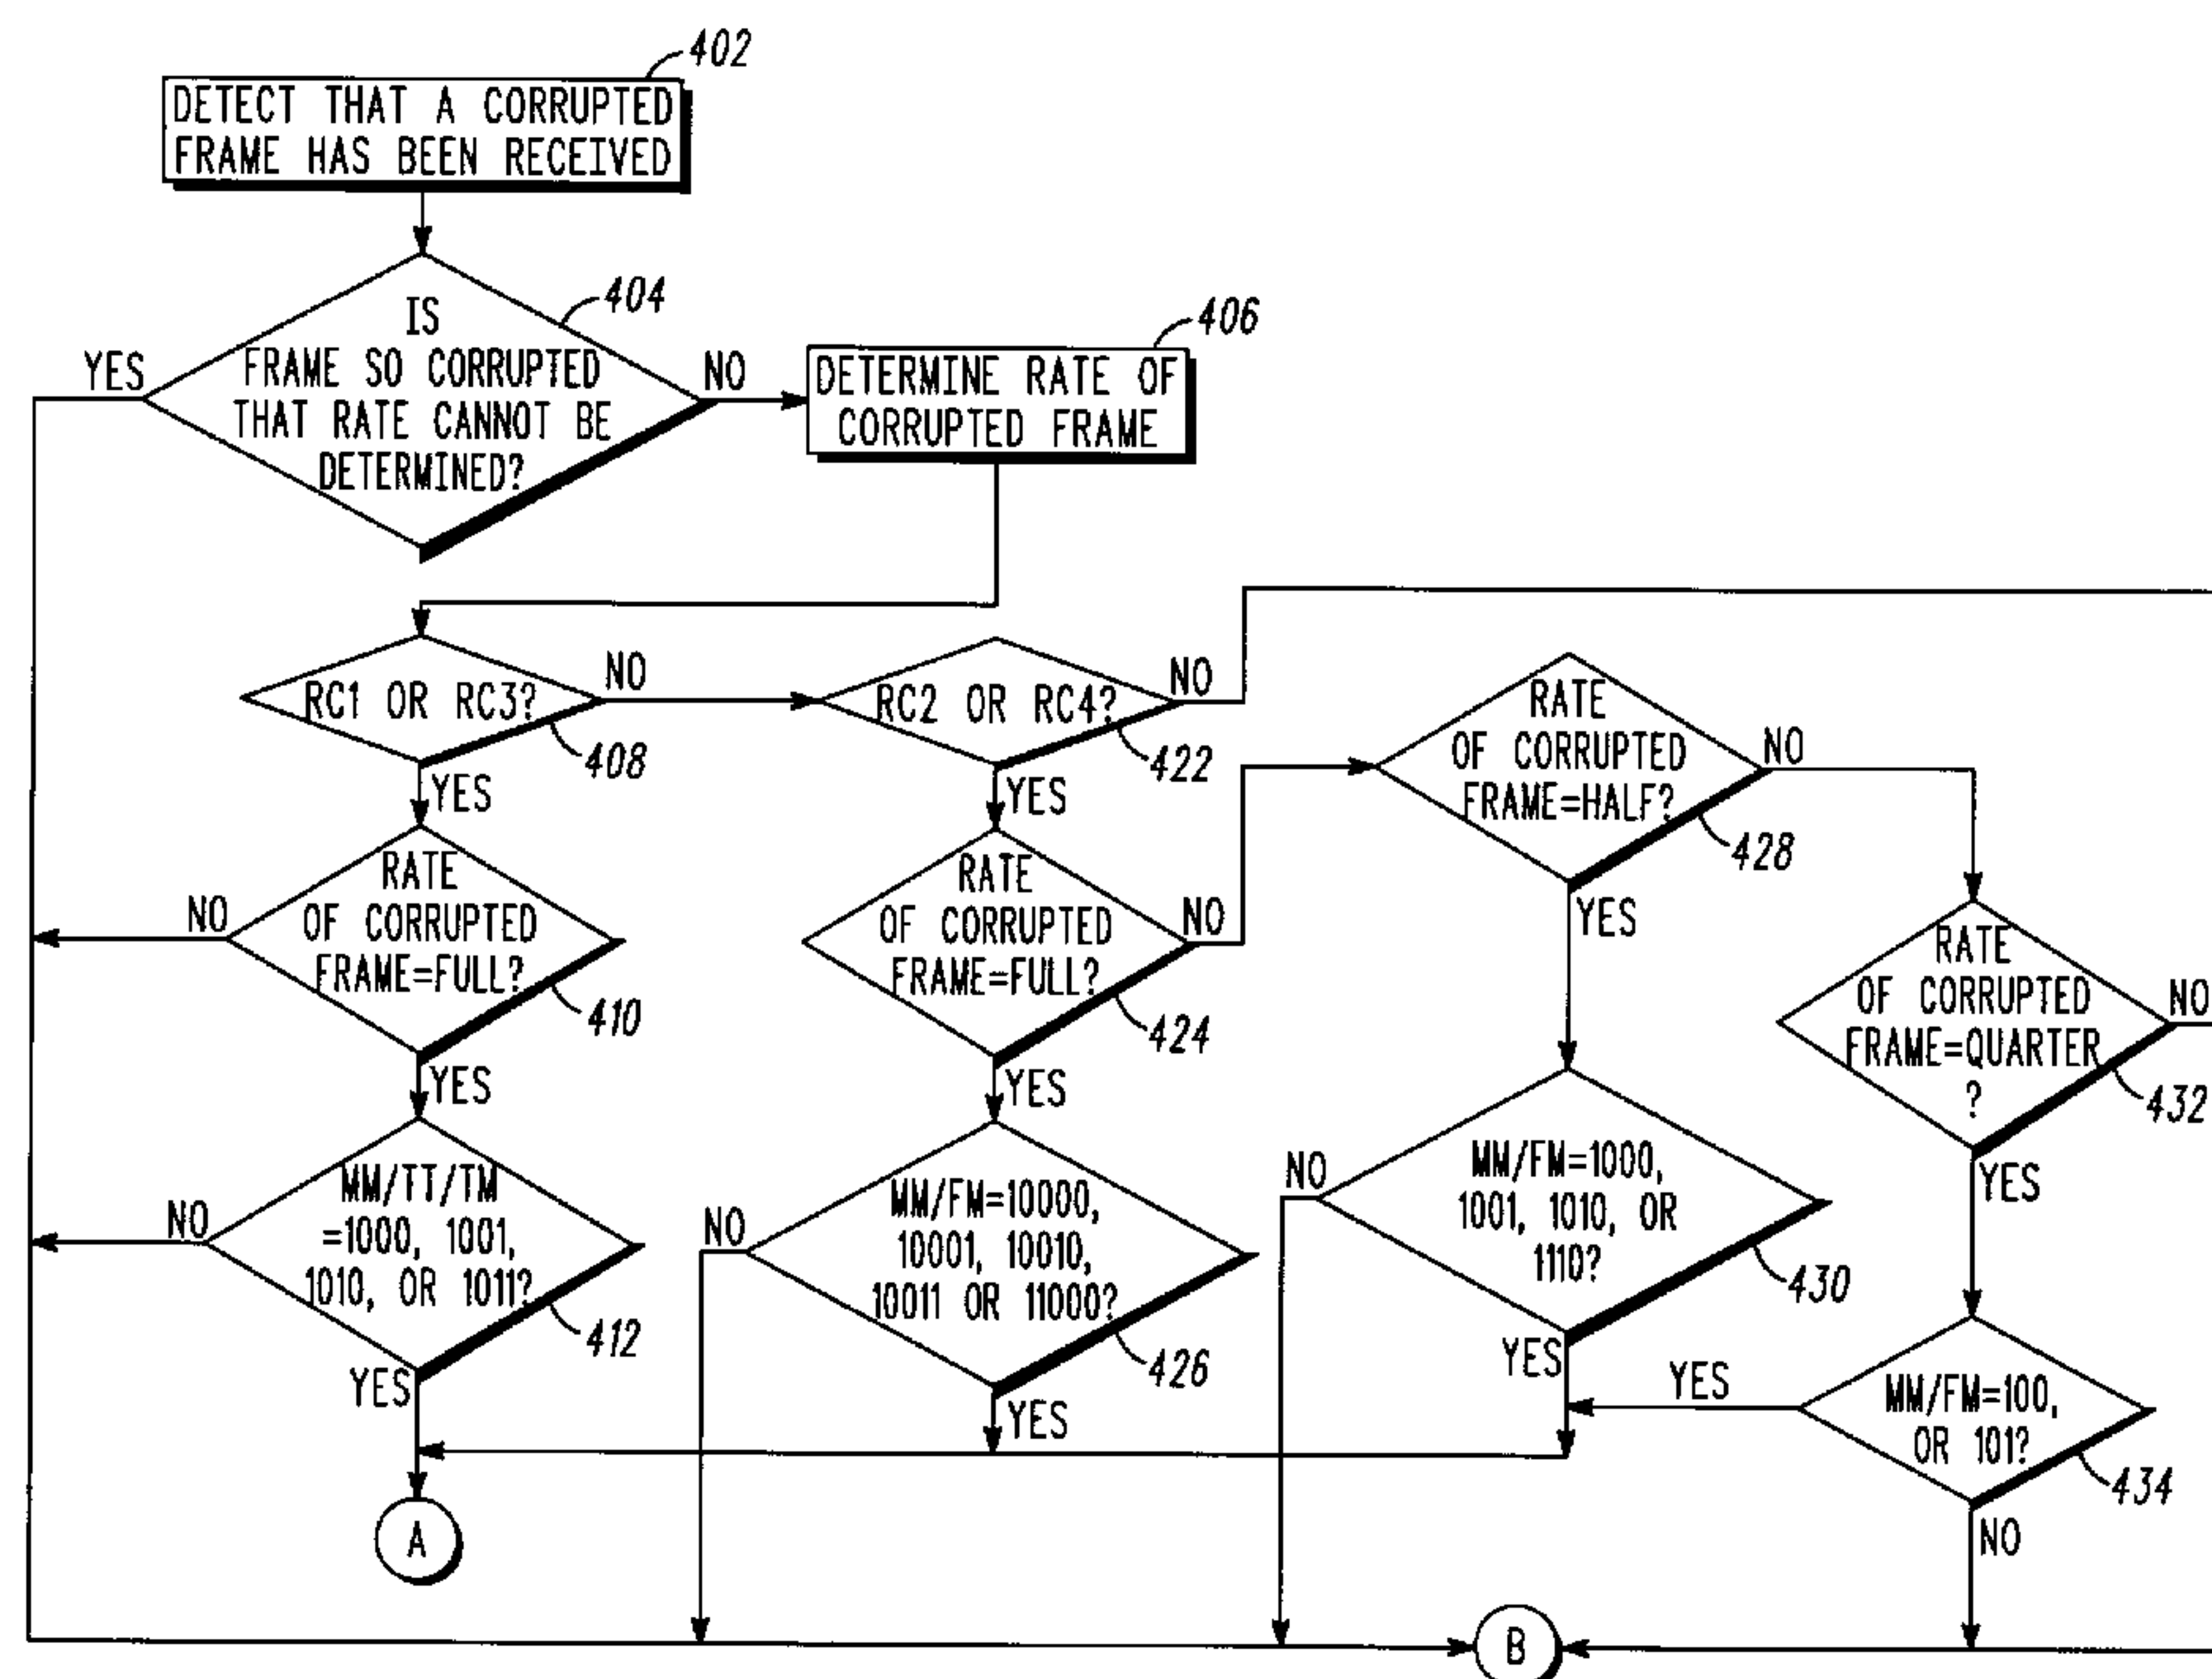 402
DETECT THAT A CORRUPTED
FRAME HAS BEEN RECEIVED
404
IS
FRAME SO CORRUPTED
THAT RATE CANNOT BE
DETERMINED?
YES
NO
406
DETERMINE RATE OF
CORRUPTED FRAME
RC1 OR RC3?
NO
408
YES
RC2 OR RC4?
NO
422
YES
RATE
OF CORRUPTED
FRAME=HALF?
NO
428
YES
RATE
OF CORRUPTED
FRAME=FULL?
NO
410
YES
RATE
OF CORRUPTED
FRAME=FULL?
NO
424
YES
RATE
OF CORRUPTED
FRAME=QUARTER
?
NO
432
YES
MM/TT/TM
=1000, 1001,
1010, OR 1011?
NO
412
YES
MM/FM=10000,
10001, 10010,
10011 OR 11000?
NO
426
YES
MM/FM=1000,
1001, 1010, OR
1110?
NO
430
YES
MM/FM=100,
OR 101?
YES
434
NO
A
B